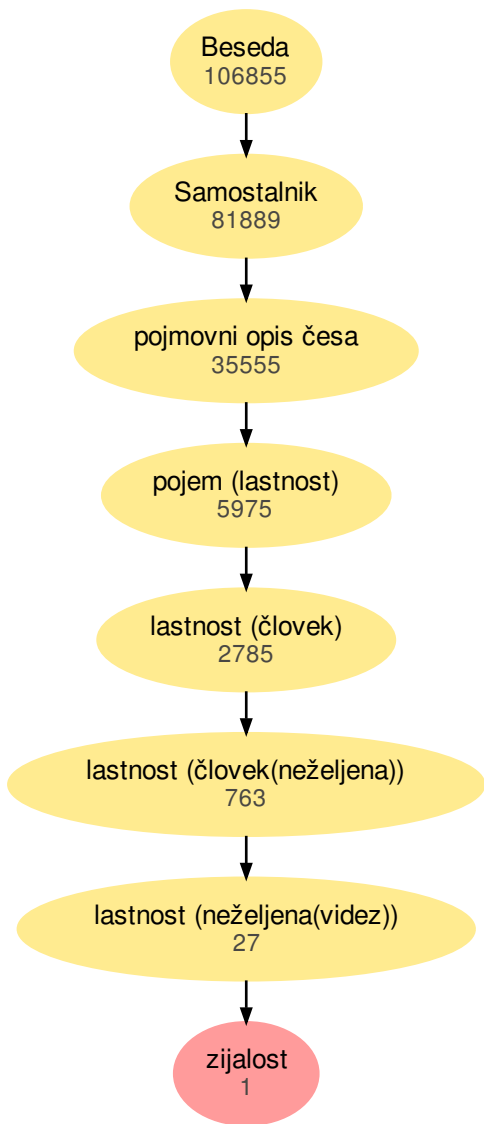 Beseda
106855
Samostalnik
81889
pojmovni opis česa
35555
pojem (lastnost)
5975
lastnost (človek)
2785
lastnost (človek(neželjena))
763
lastnost (neželjena(videz))
27
zijalost
1